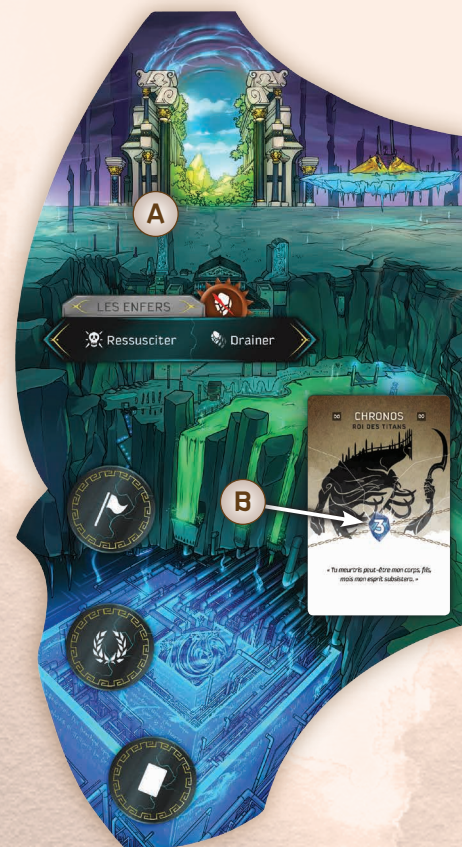 A
LES ENFERS
Ressusciter
Drainer
CHRONOS
ROI DES TITANS
B
3
« Tu meurtris peut-être mon corps, fils,
mais mon esprit subsistera. »